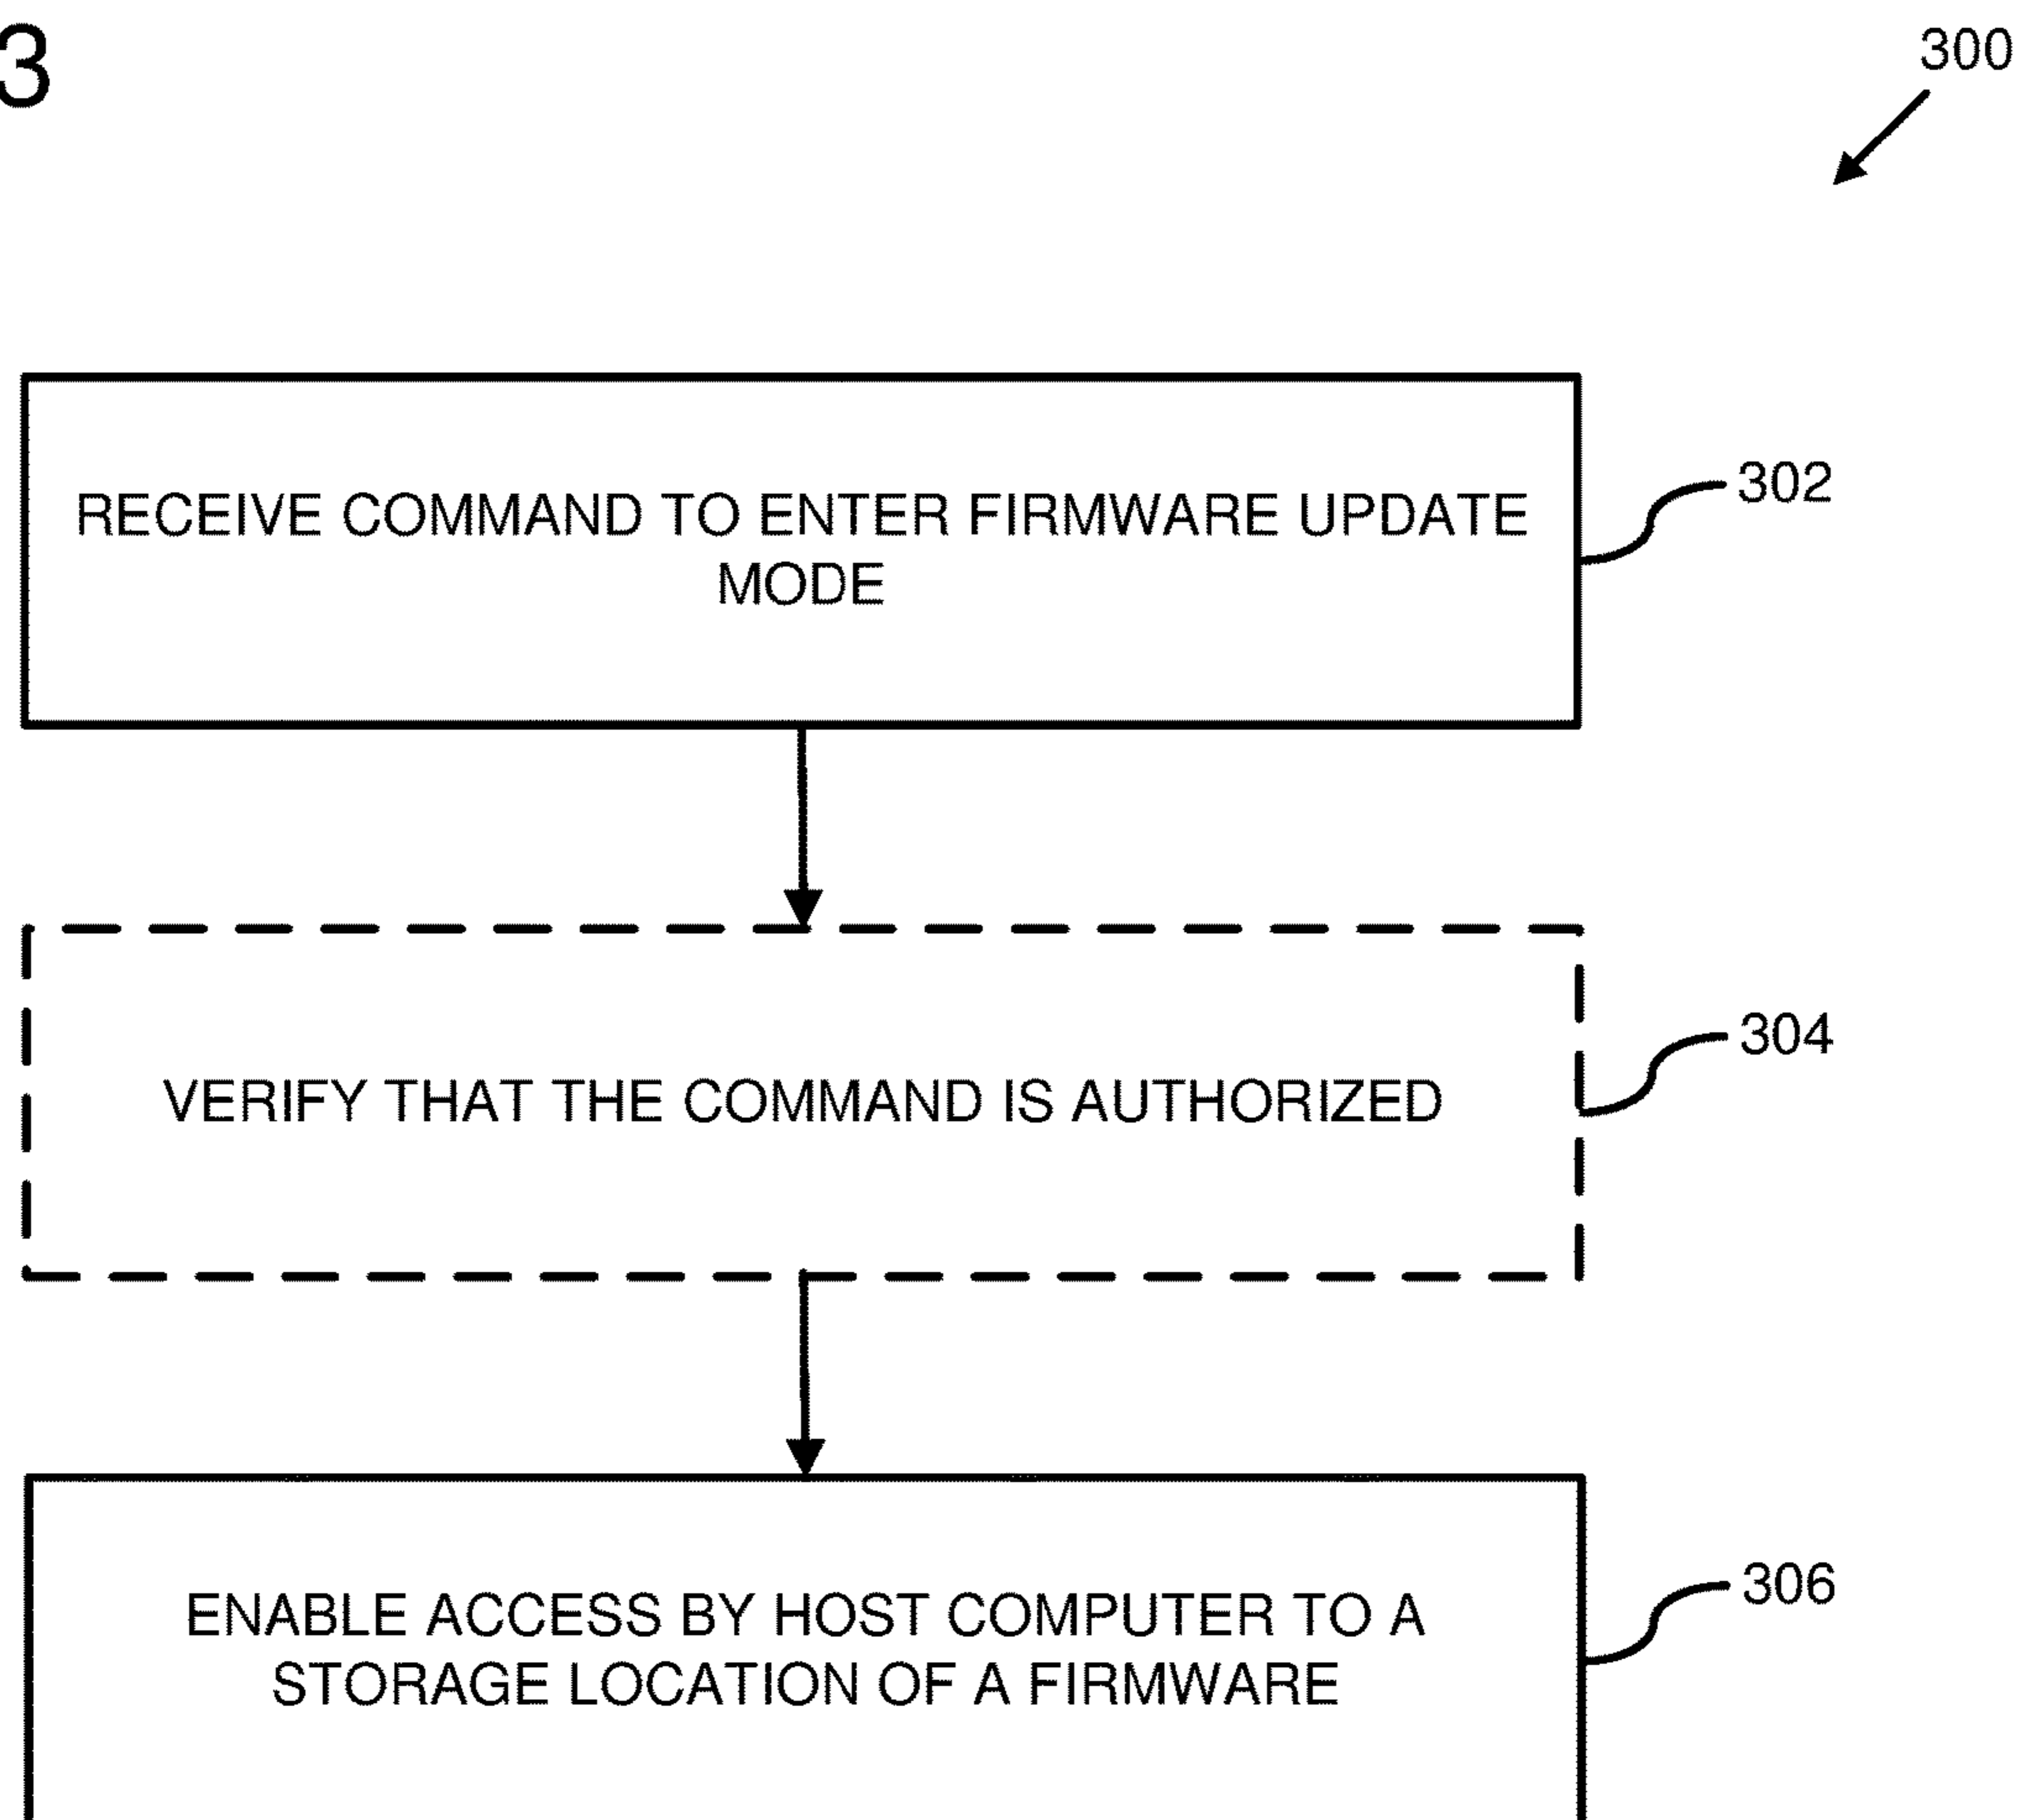 3
300
RECEIVE COMMAND TO ENTER FIRMWARE UPDATE
MODE
302
VERIFY THAT THE COMMAND IS AUTHORIZED
304
ENABLE ACCESS BY HOST COMPUTER TO A
STORAGE LOCATION OF A FIRMWARE
306